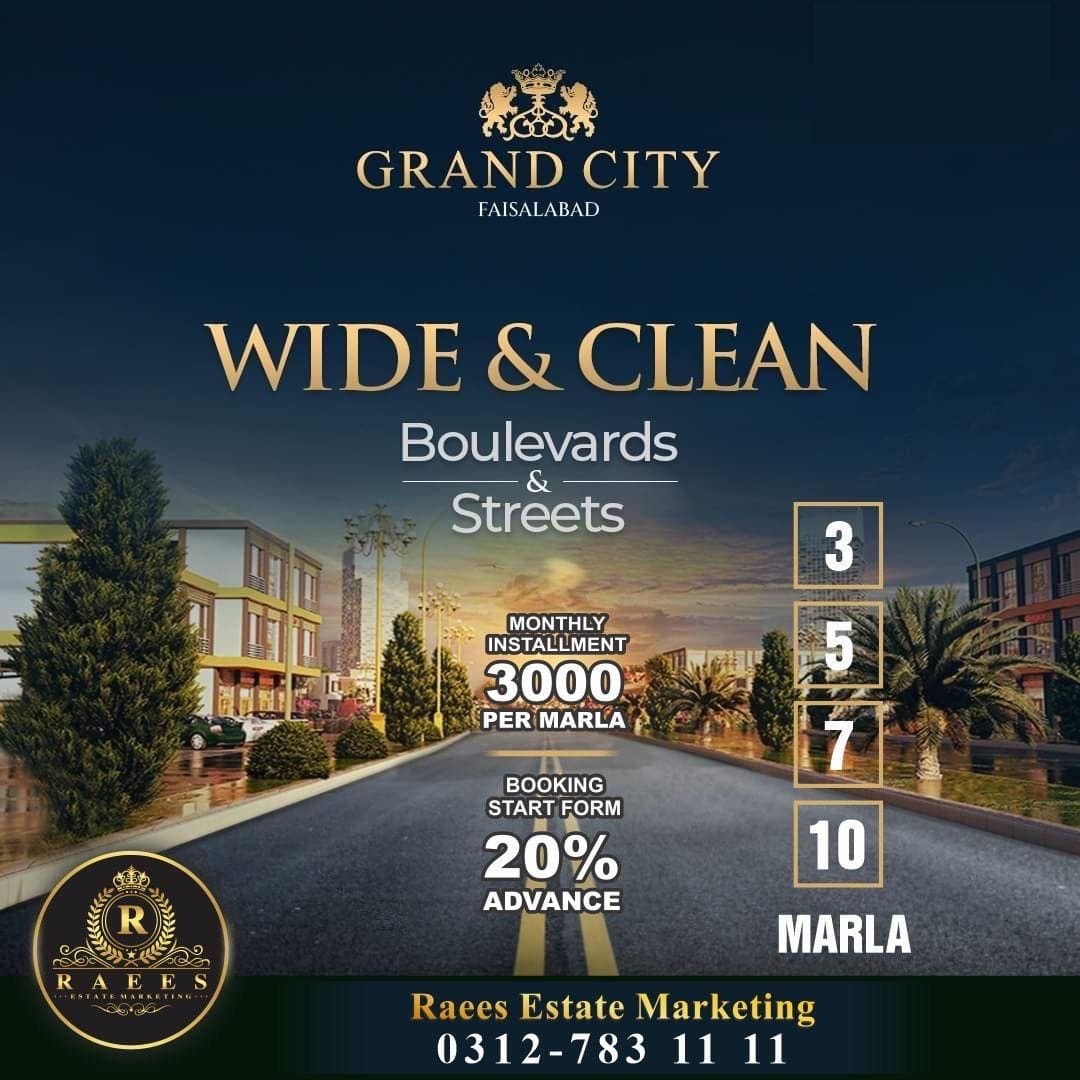 GRAND CITY
FAISALABAD
WIDE & CLEAN
Boulevards
&
Streets
MONTHLY
INSTALLMENT
3000
PER MARLA
BOOKING
START FORM
20%
ADVANCE
3
5
7
10
MARLA
R
RAEES
ESTATE MARKETING
Raees Estate Marketing
0312-783 11 11